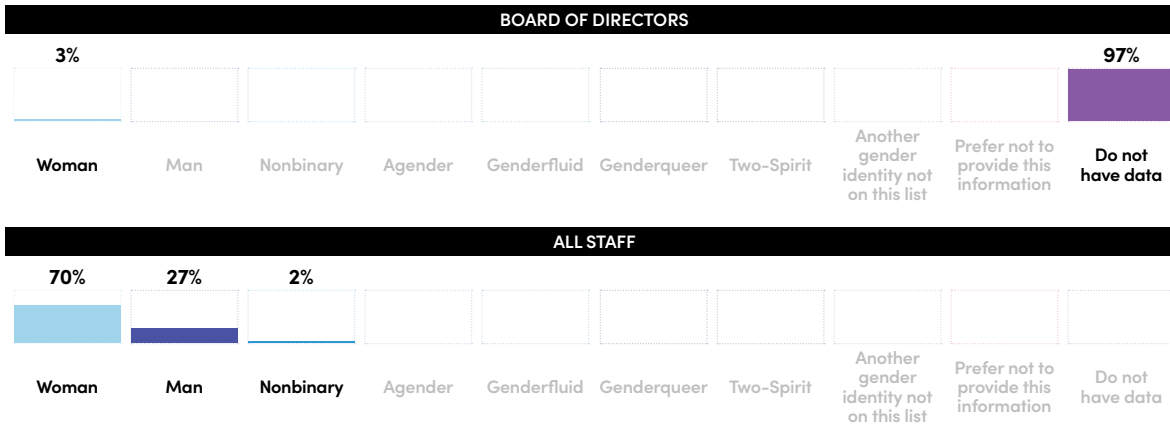 BOARD OF DIRECTORS
3%
97%
Woman
Man
Nonbinary
Agender
Genderfluid
Genderqueer
Two-Spirit
Another
gender
identity not
on this list
Prefer not to
provide this
information
Do not
have data
ALL STAFF
70%
27%
2%
Woman
Man
Nonbinary
Agender
Genderfluid
Genderqueer
Two-Spirit
Another
gender
identity not
on this list
Prefer not to
provide this
information
Do not
have data